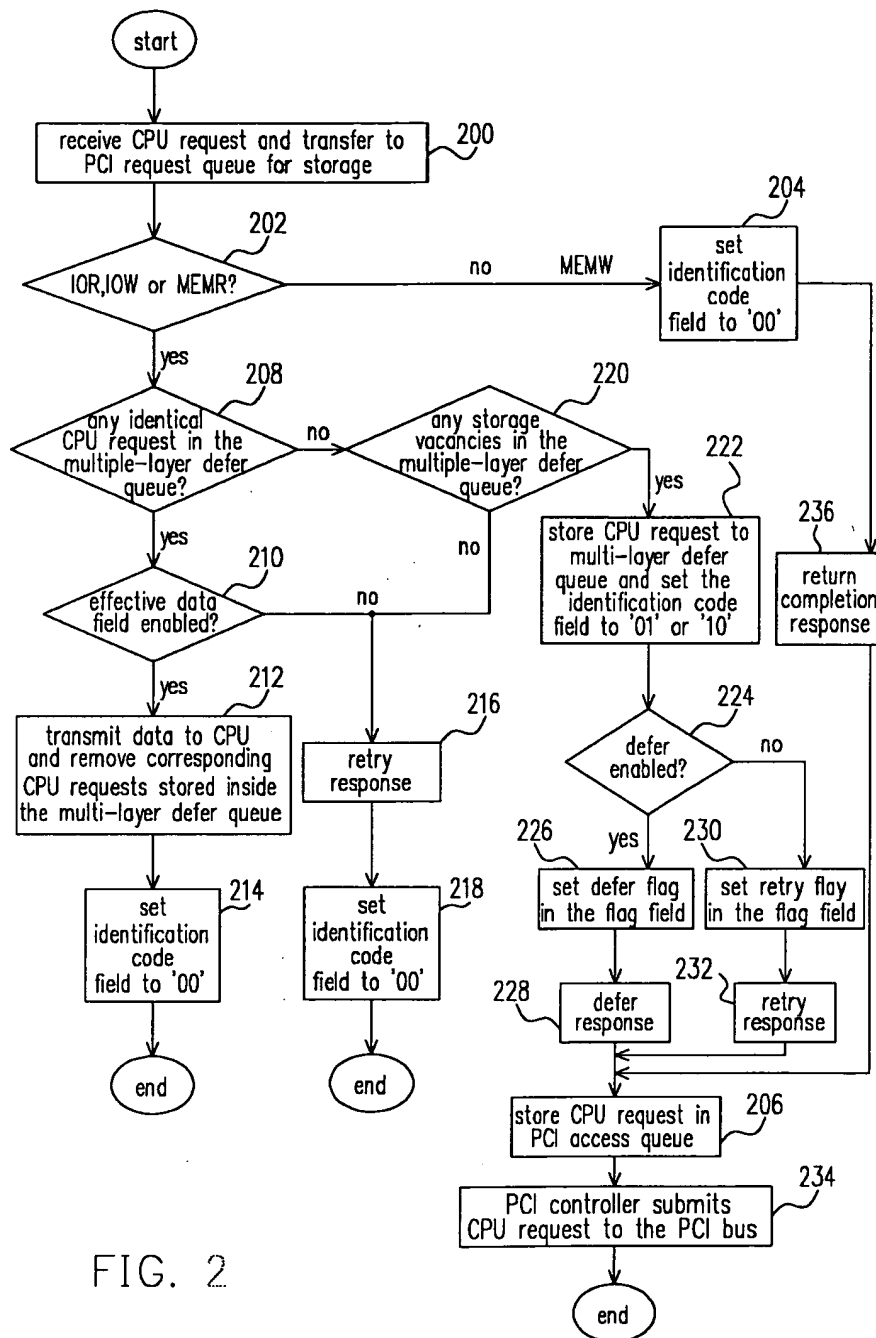 start
receive CPU request and transfer to
PCI request queue for storage
200
202
IOR,IOW or MEMR?
no
MEMW
204
set
identification
code
field to '00'
yes
208
any identical
CPU request in the
multiple-layer defer
queue?
no
220
any storage
vacancies in the
multiple-layer defer
queue?
yes
222
store CPU request to
multi-layer defer
queue and set the
identification code
field to '01' or '10'
236
return
completion
response
yes
no
210
effective data
field enabled?
no
yes
212
transmit data to CPU
and remove corresponding
CPU requests stored inside
the multi-layer defer queue
216
retry
response
224
defer
enabled?
no
yes
226
set defer flag
in the flag field
230
set retry flay
in the flag field
214
set
identification
code
field to '00'
218
set
identification
code
field to '00'
228
defer
response
232
retry
response
end
end
store CPU request in
PCI access queue
206
PCI controller submits
CPU request to the PCI bus
234
end
FIG. 2